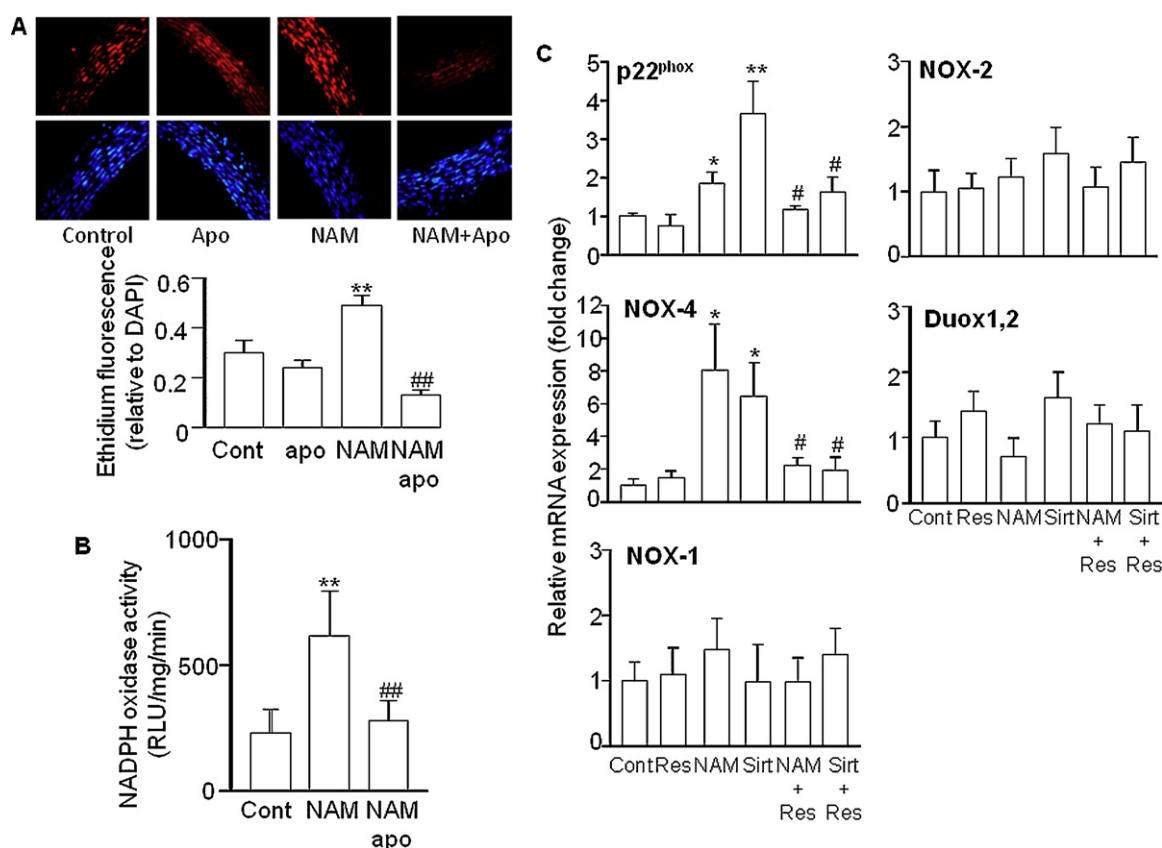 A
Control Apo NAM NAM+Apo
Ethidium fluorescence
(relative to DAPI)
0.6
0.4
0.2
0
**
##
Cont apo NAM NAM
apo
B
NADPH oxidase activity
(RLU/mg/min)
1000
500
0
**
##
Cont NAM NAM
apo
C
Relative mRNA expression (fold change)
p22phox
5
4
3
2
1
0
*
**
#
#
NOX-4
12
10
8
6
4
2
0
*
*
#
#
NOX-1
3
2
1
0
Cont Res NAM Sirt NAM Sirt
+ +
Res Res
NOX-2
3
2
1
0
Duox1,2
3
2
1
0
Cont Res NAM Sirt NAM Sirt
+ +
Res Res